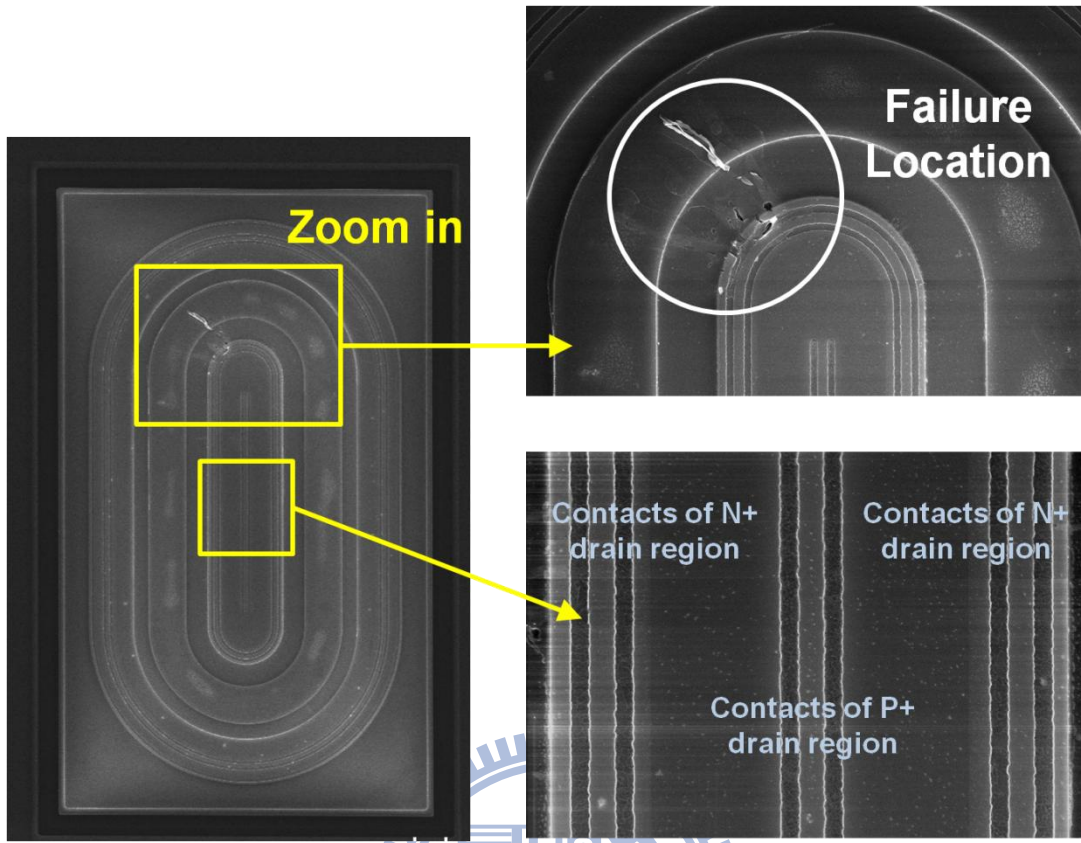 Zoom in
Failure
Location
Contacts of N+
drain region
Contacts of N+
drain region
Contacts of P+
drain region